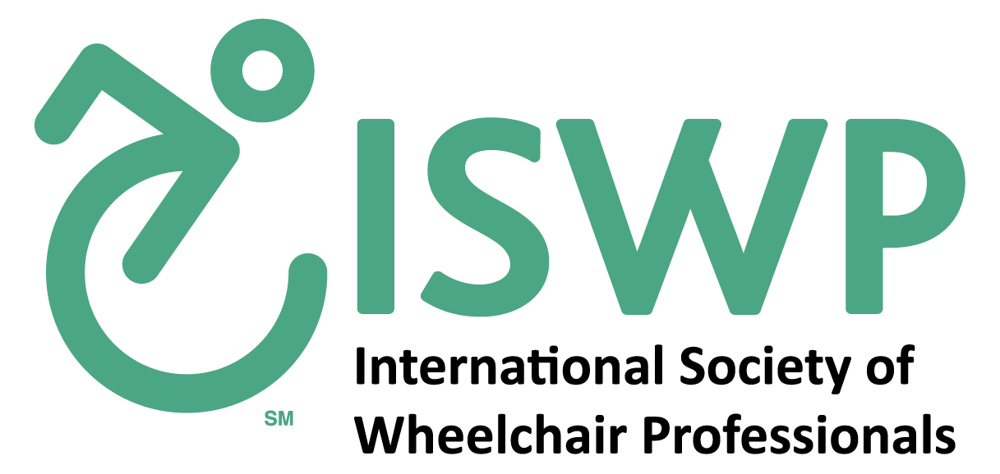 ISWP
International Society of
Wheelchair Professionals
SM